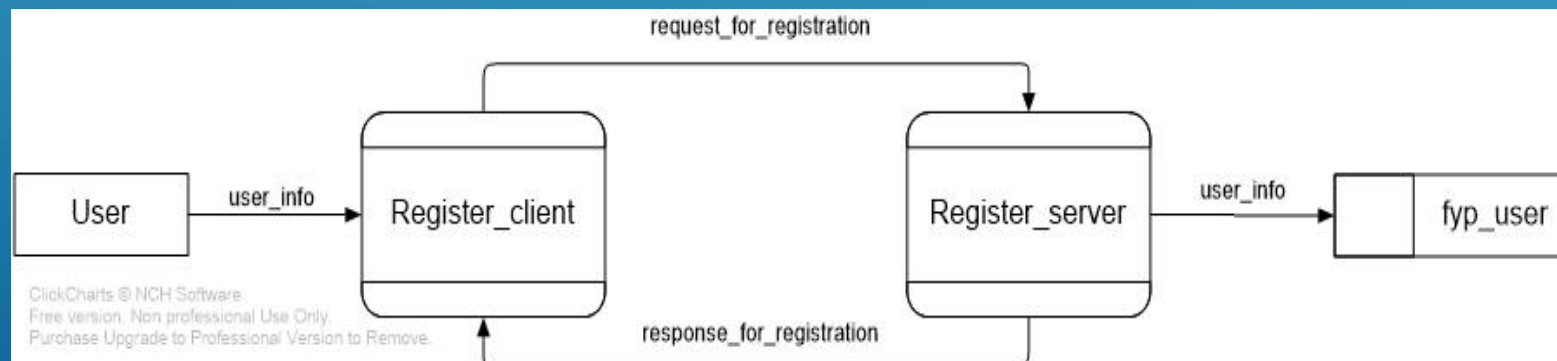 request_for_registration
User
user_info
Register_client
Register_server
user_info
fyp_user
response_for_registration
ClickCharts © NCH Software
Free version. Non professional Use Only.
Purchase Upgrade to Professional Version to Remove.